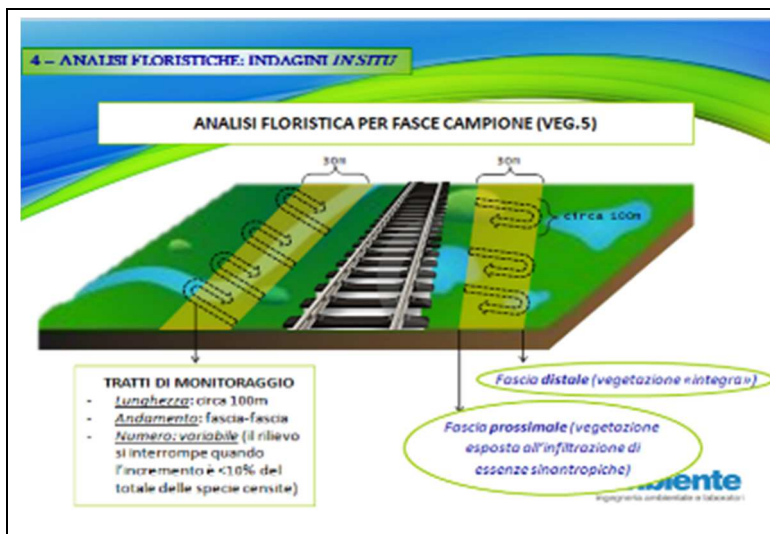 4 – ANALISI FLORISTICHE: INDAGINI IN SITU
ANALISI FLORISTICA PER FASCE CAMPIONE (VEG.5)
30m
30m
circa 100m
TRATTI DI MONITORAGGIO
- Lunghezza: circa 100m
- Andamento: fascia-fascia
- Numero: variabile (il rilievo
si interrompe quando
l'incremento è <10% del
totale delle specie censite)
Fascia distale (vegetazione «integra»)
Fascia prossimale (vegetazione
esposta all'infiltrazione di
essenze sinantropiche)
ingegneria ambientale e laboratori